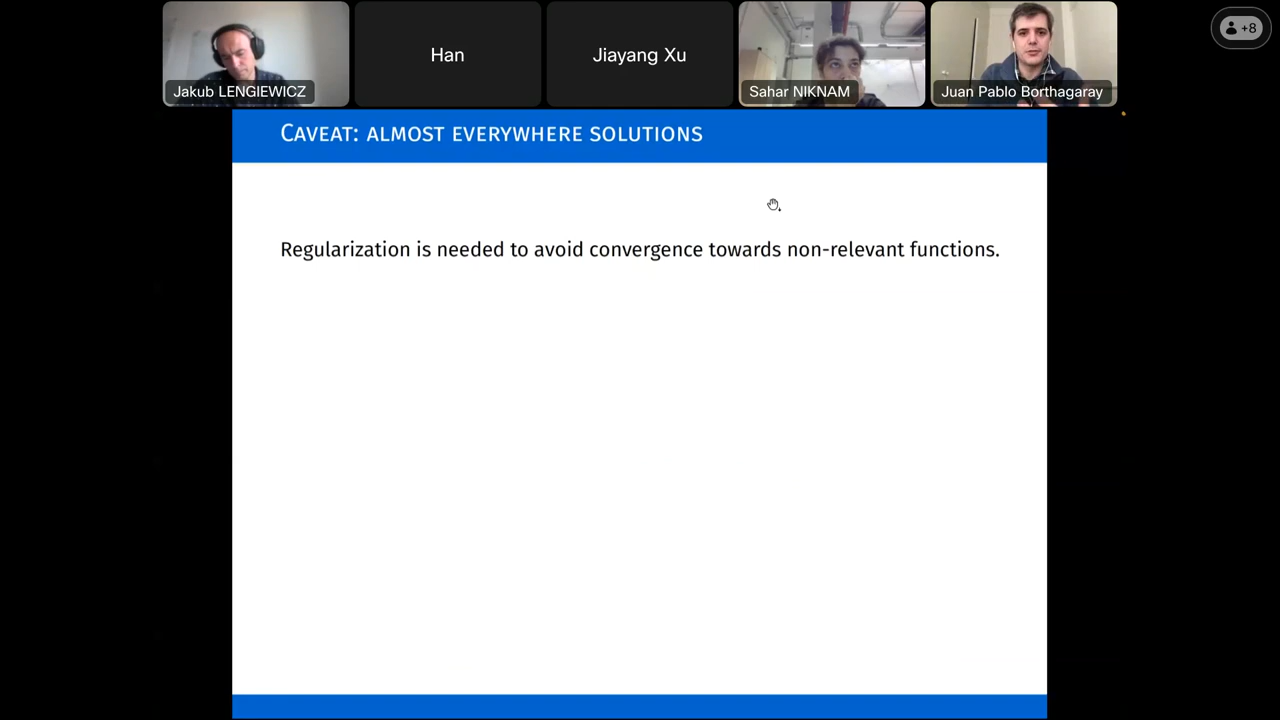 Han
Jiayang Xu
+8
Jakub LENGIEWICZ
Sahar NIKNAM
Juan Pablo Borthagaray
CAVEAT: ALMOST EVERYWHERE SOLUTIONS
Regularization is needed to avoid convergence towards non-relevant functions.